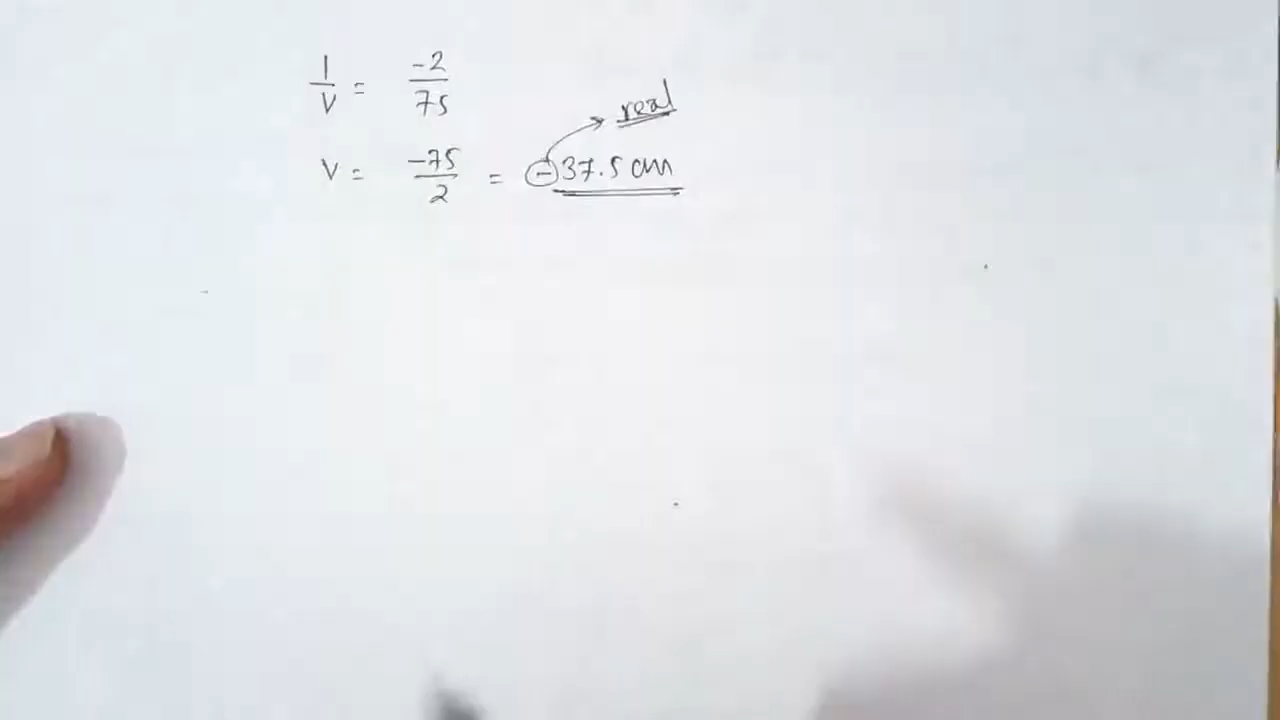 1/V = -2/75
real
V = -75/2 = -37.5 cm